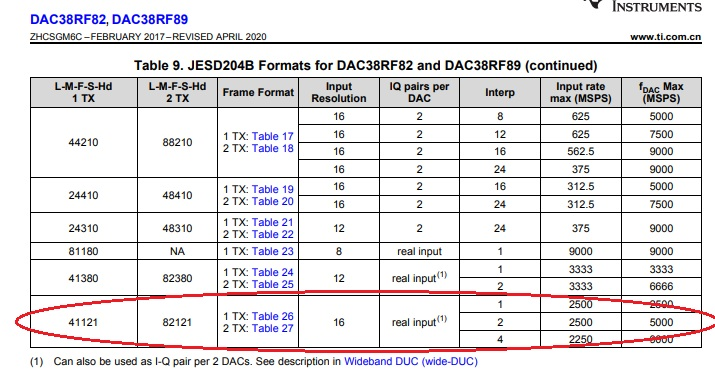 INSTRUMENTS
DAC38RF82, DAC38RF89
ZHCSGM6C – FEBRUARY 2017 – REVISED APRIL 2020
www.ti.com.cn
Table 9. JESD204B Formats for DAC38RF82 and DAC38RF89 (continued)
L-M-F-S-Hd 1 TX L-M-F-S-Hd 2 TX Frame Format Input Resolution IQ pairs per DAC Interp Input rate max (MSPS) fDAC Max (MSPS)
44210 88210 1 TX: Table 17 2 TX: Table 18 16 2 8 625 5000
16 2 12 625 7500
16 2 16 562.5 9000
16 2 24 375 9000
24410 48410 1 TX: Table 19 2 TX: Table 20 16 2 16 312.5 5000
16 2 24 312.5 7500
24310 48310 1 TX: Table 21 2 TX: Table 22 12 2 24 375 9000
81180 NA 1 TX: Table 23 8 real input 1 9000 9000
41380 82380 1 TX: Table 24 2 TX: Table 25 12 real input(1) 1 3333 3333
2 3333 6666
41121 82121 1 TX: Table 26 2 TX: Table 27 16 real input(1) 1 2500 2500
2 2500 5000
4 2250
(1) Can also be used as I-Q pair per 2 DACs. See description in Wideband DUC (wide-DUC)